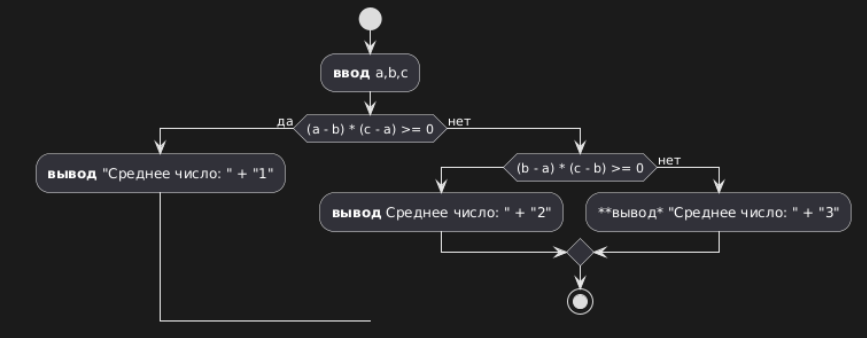 ввод a,b,c
да
(a - b) * (c - a) >= 0
нет
(b - a) * (c - b) >= 0
нет
вывод "Среднее число: " + "1"
вывод Среднее число: " + "2"
**вывод* "Среднее число: " + "3"